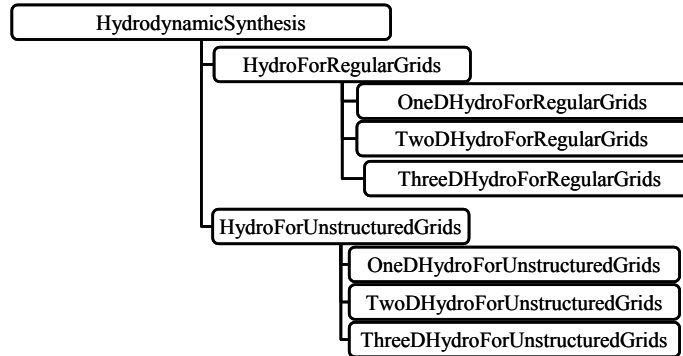 HydrodynamicSynthesis
HydroForRegularGrids
OneDHydroForRegularGrids
TwoDHydroForRegularGrids
ThreeDHydroForRegularGrids
HydroForUnstructuredGrids
OneDHydroForUnstructuredGrids
TwoDHydroForUnstructuredGrids
ThreeDHydroForUnstructuredGrids